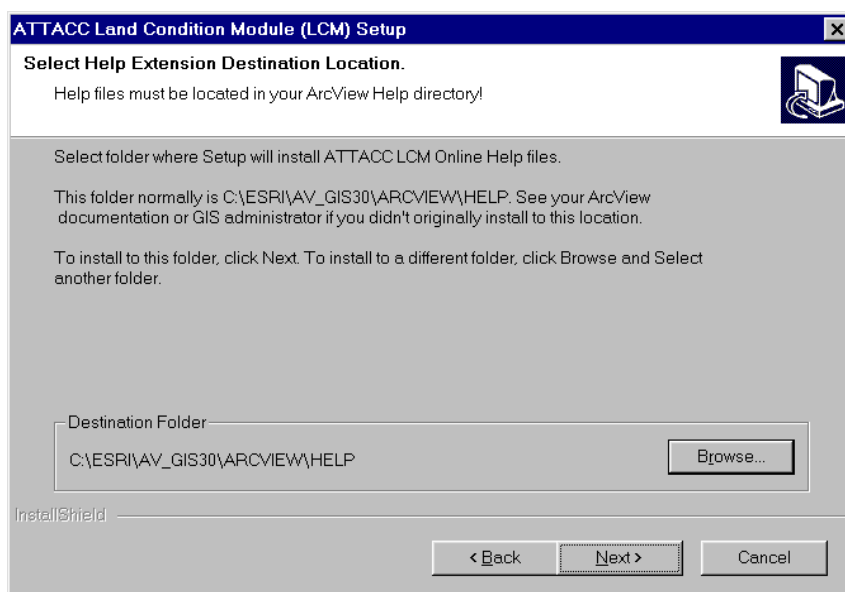 ATTACC Land Condition Module (LCM) Setup
Select Help Extension Destination Location.
Help files must be located in your ArcView Help directory!
Select folder where Setup will install ATTACC LCM Online Help files.
This folder normally is C:\ESRI\AV_GIS30\ARCVIEW\HELP. See your ArcView
documentation or GIS administrator if you didn't originally install to this location.
To install to this folder, click Next. To install to a different folder, click Browse and Select
another folder.
Destination Folder
C:\ESRI\AV_GIS30\ARCVIEW\HELP
Browse...
InstallShield
< Back
Next >
Cancel